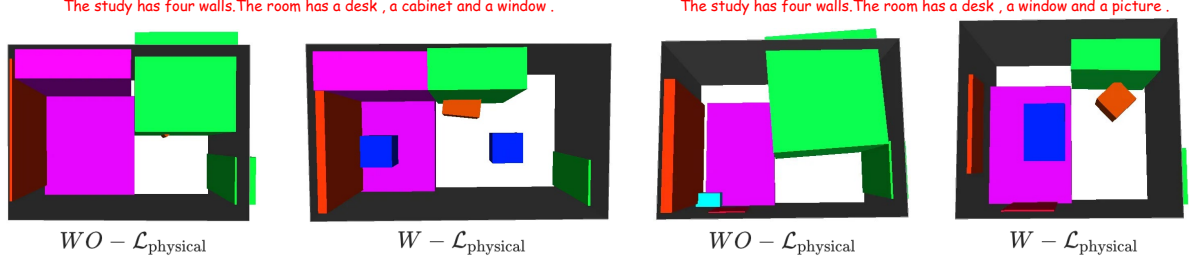 The study has four walls.The room has a desk , a cabinet and a window .
The study has four walls.The room has a desk , a window and a picture .
WO − ℒphysical
W − ℒphysical
WO − ℒphysical
W − ℒphysical